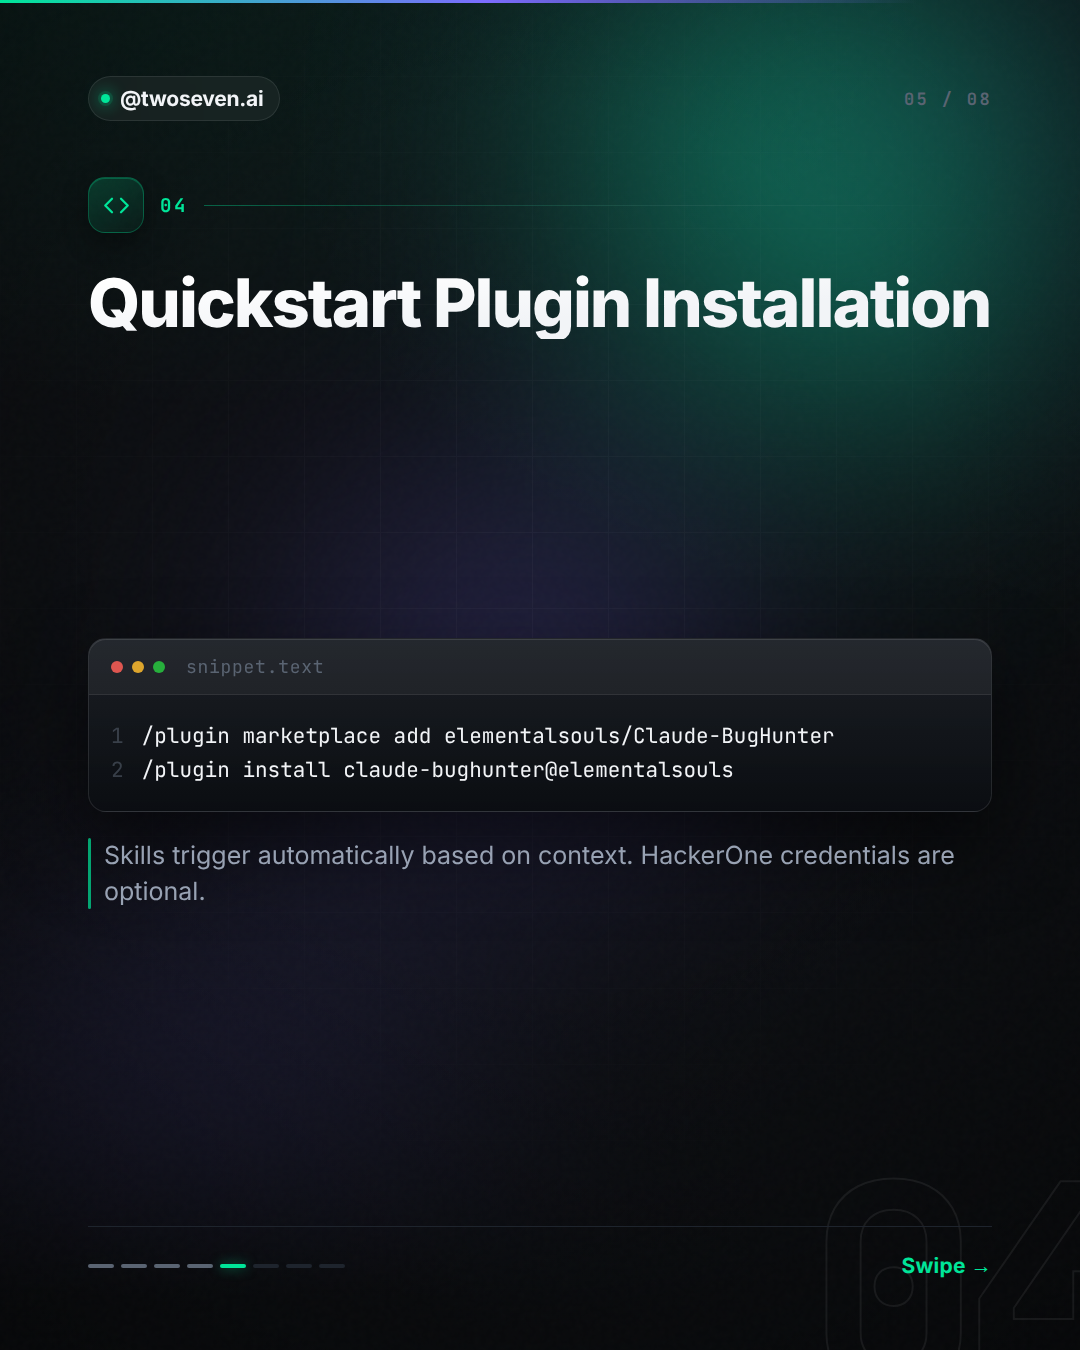 @twoseven.ai
05 / 08
04
Quickstart Plugin Installation
snippet.text
1 /plugin marketplace add elementalsouls/Claude-BugHunter
2 /plugin install claude-bughunter@elementalsouls
Skills trigger automatically based on context. HackerOne credentials are
optional.
04
Swipe →